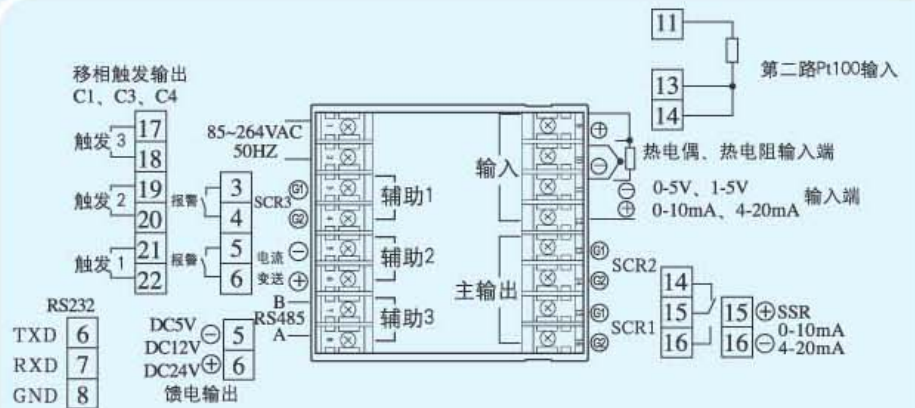 移相触发输出
C1、C3、C4
触发 3
17
18
触发 2
19
20
触发 1
21
22
报警
3
4
报警
5
6
RS232
TXD 6
RXD 7
GND 8
85~264VAC
50HZ
SCR3
G1
G2
电流
变送
B
RS485
A
DC5V
DC12V
DC24V
5
6
馈电输出
辅助1
辅助2
辅助3
输入
主输出
11
13
14
第二路Pt100输入
热电偶、热电阻输入端
0-5V、1-5V
0-10mA、4-20mA
输入端
G1
SCR2
G2
G1
SCR1
G2
14
15
16
15
16
SSR
0-10mA
4-20mA